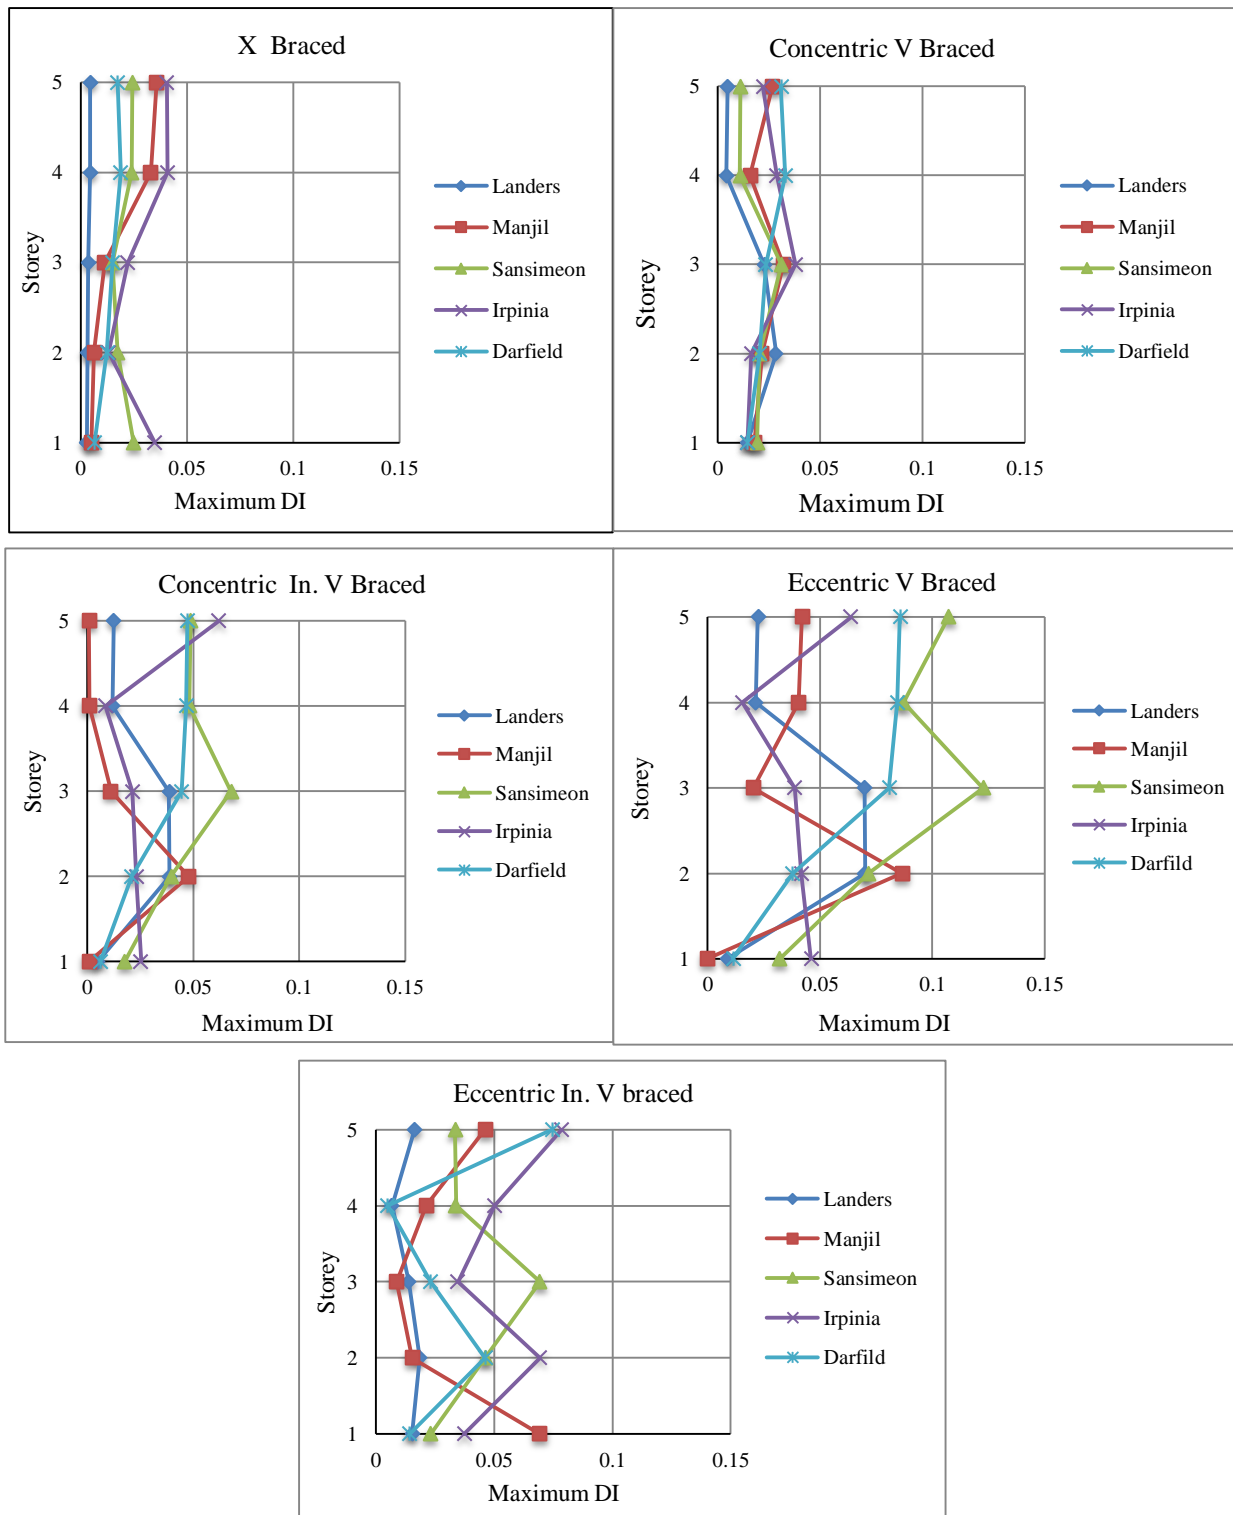 X  Braced
5
4
3
2
1
0
0.05
0.1
0.15
Storey
Maximum DI
Landers
Manjil
Sansimeon
Irpinia
Darfield
Concentric V Braced
5
4
3
2
1
0
0.05
0.1
0.15
Storey
Maximum DI
Landers
Manjil
Sansimeon
Irpinia
Darfield
Concentric  In. V Braced
5
4
3
2
1
0
0.05
0.1
0.15
Storey
Maximum DI
Landers
Manjil
Sansimeon
Irpinia
Darfield
Eccentric V Braced
5
4
3
2
1
0
0.05
0.1
0.15
Storey
Maximum DI
Landers
Manjil
Sansimeon
Irpinia
Darfild
Eccentric In. V braced
5
4
3
2
1
0
0.05
0.1
0.15
Storey
Maximum DI
Landers
Manjil
Sansimeon
Irpinia
Darfild